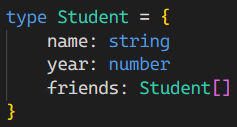 type Student = {
    name: string
    year: number
    friends: Student[]
}